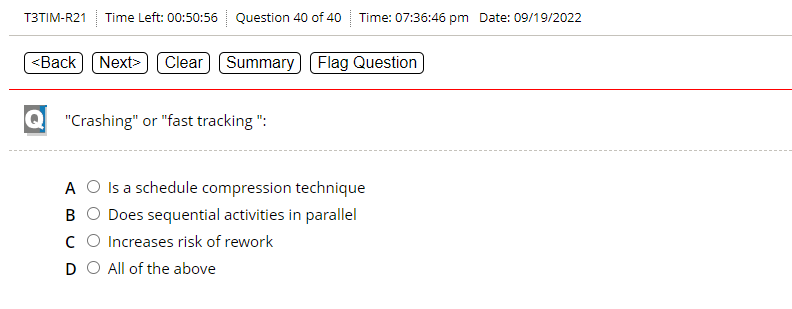 T3TIM-R21 Time Left: 00:50:56 Question 40 of 40 Time: 07:36:46 pm Date: 09/19/2022
<Back Next> Clear Summary Flag Question
Q "Crashing" or "fast tracking ":
A Is a schedule compression technique
B Does sequential activities in parallel
C Increases risk of rework
D All of the above